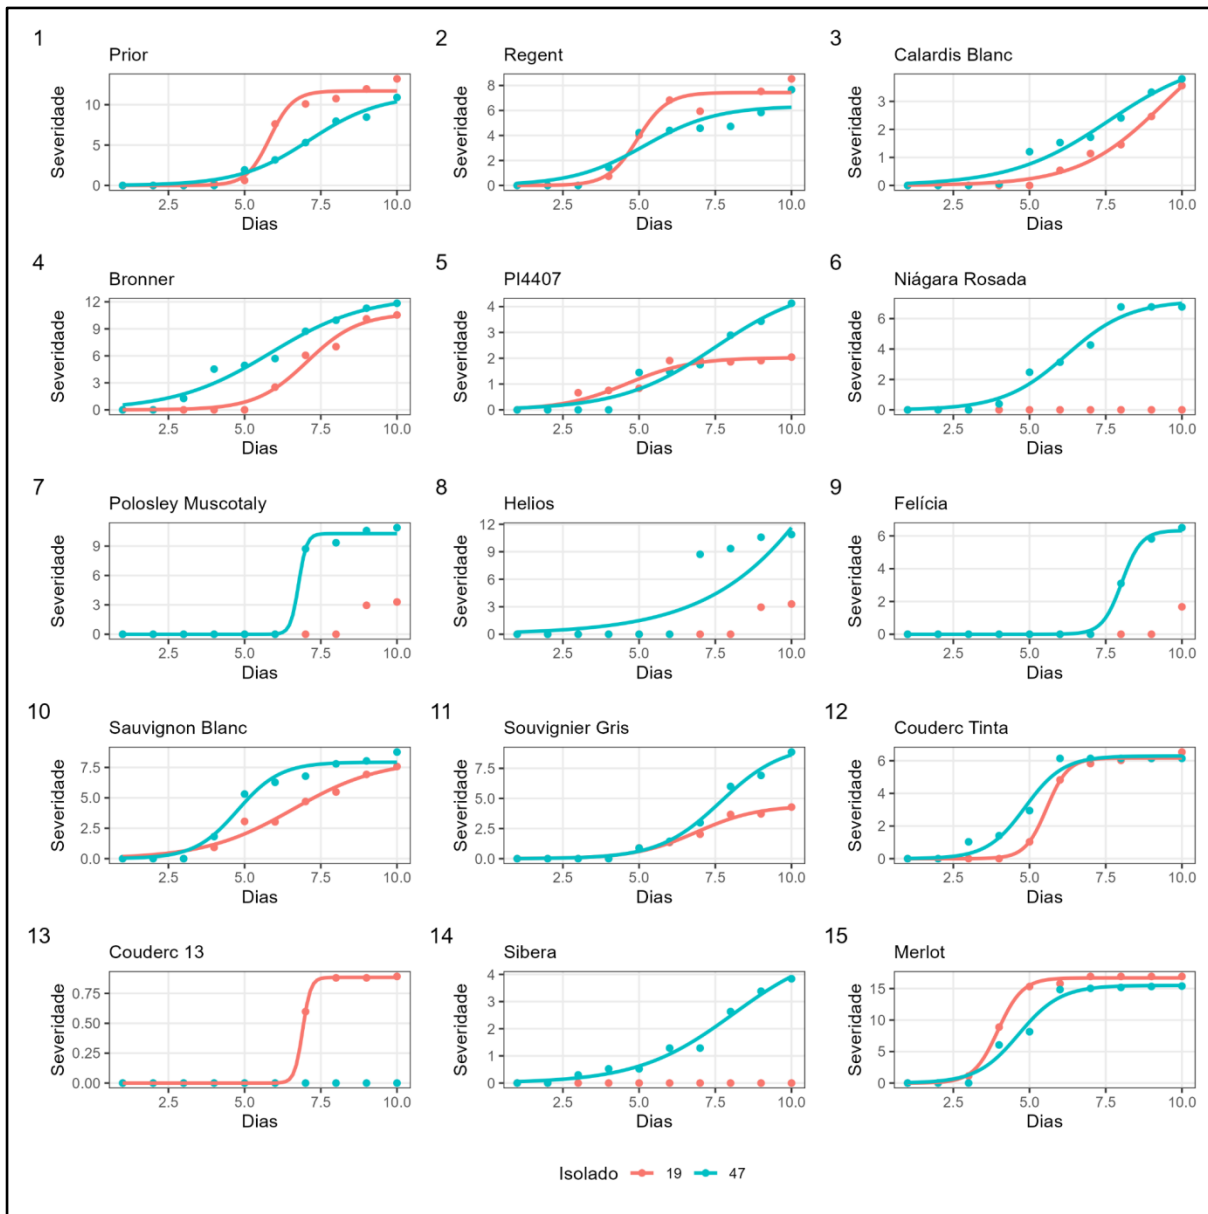 1 2 3
Prior Regent Calardis Blanc
Severidade Severidade Severidade
10 5 0
8 6 4 2 0
3 2 1 0
2.5 5.0 7.5 10.0 2.5 5.0 7.5 10.0 2.5 5.0 7.5 10.0
Dias Dias Dias
4 5 6
Bronner PI4407 Niágara Rosada
Severidade Severidade Severidade
12 9 6 3 0
4 3 2 1 0
6 4 2 0
2.5 5.0 7.5 10.0 2.5 5.0 7.5 10.0 2.5 5.0 7.5 10.0
Dias Dias Dias
7 8 9
Polosley Muscotaly Helios Felícia
Severidade Severidade Severidade
9 6 3 0
12 9 6 3 0
6 4 2 0
2.5 5.0 7.5 10.0 2.5 5.0 7.5 10.0 2.5 5.0 7.5 10.0
Dias Dias Dias
10 11 12
Sauvignon Blanc Souvignier Gris Couderc Tinta
Severidade Severidade Severidade
7.5 5.0 2.5 0.0
7.5 5.0 2.5 0.0
6 4 2 0
2.5 5.0 7.5 10.0 2.5 5.0 7.5 10.0 2.5 5.0 7.5 10.0
Dias Dias Dias
13 14 15
Couderc 13 Sibera Merlot
Severidade Severidade Severidade
0.75 0.50 0.25 0.00
4 3 2 1 0
15 10 5 0
2.5 5.0 7.5 10.0 2.5 5.0 7.5 10.0 2.5 5.0 7.5 10.0
Dias Dias Dias
Isolado 19 47